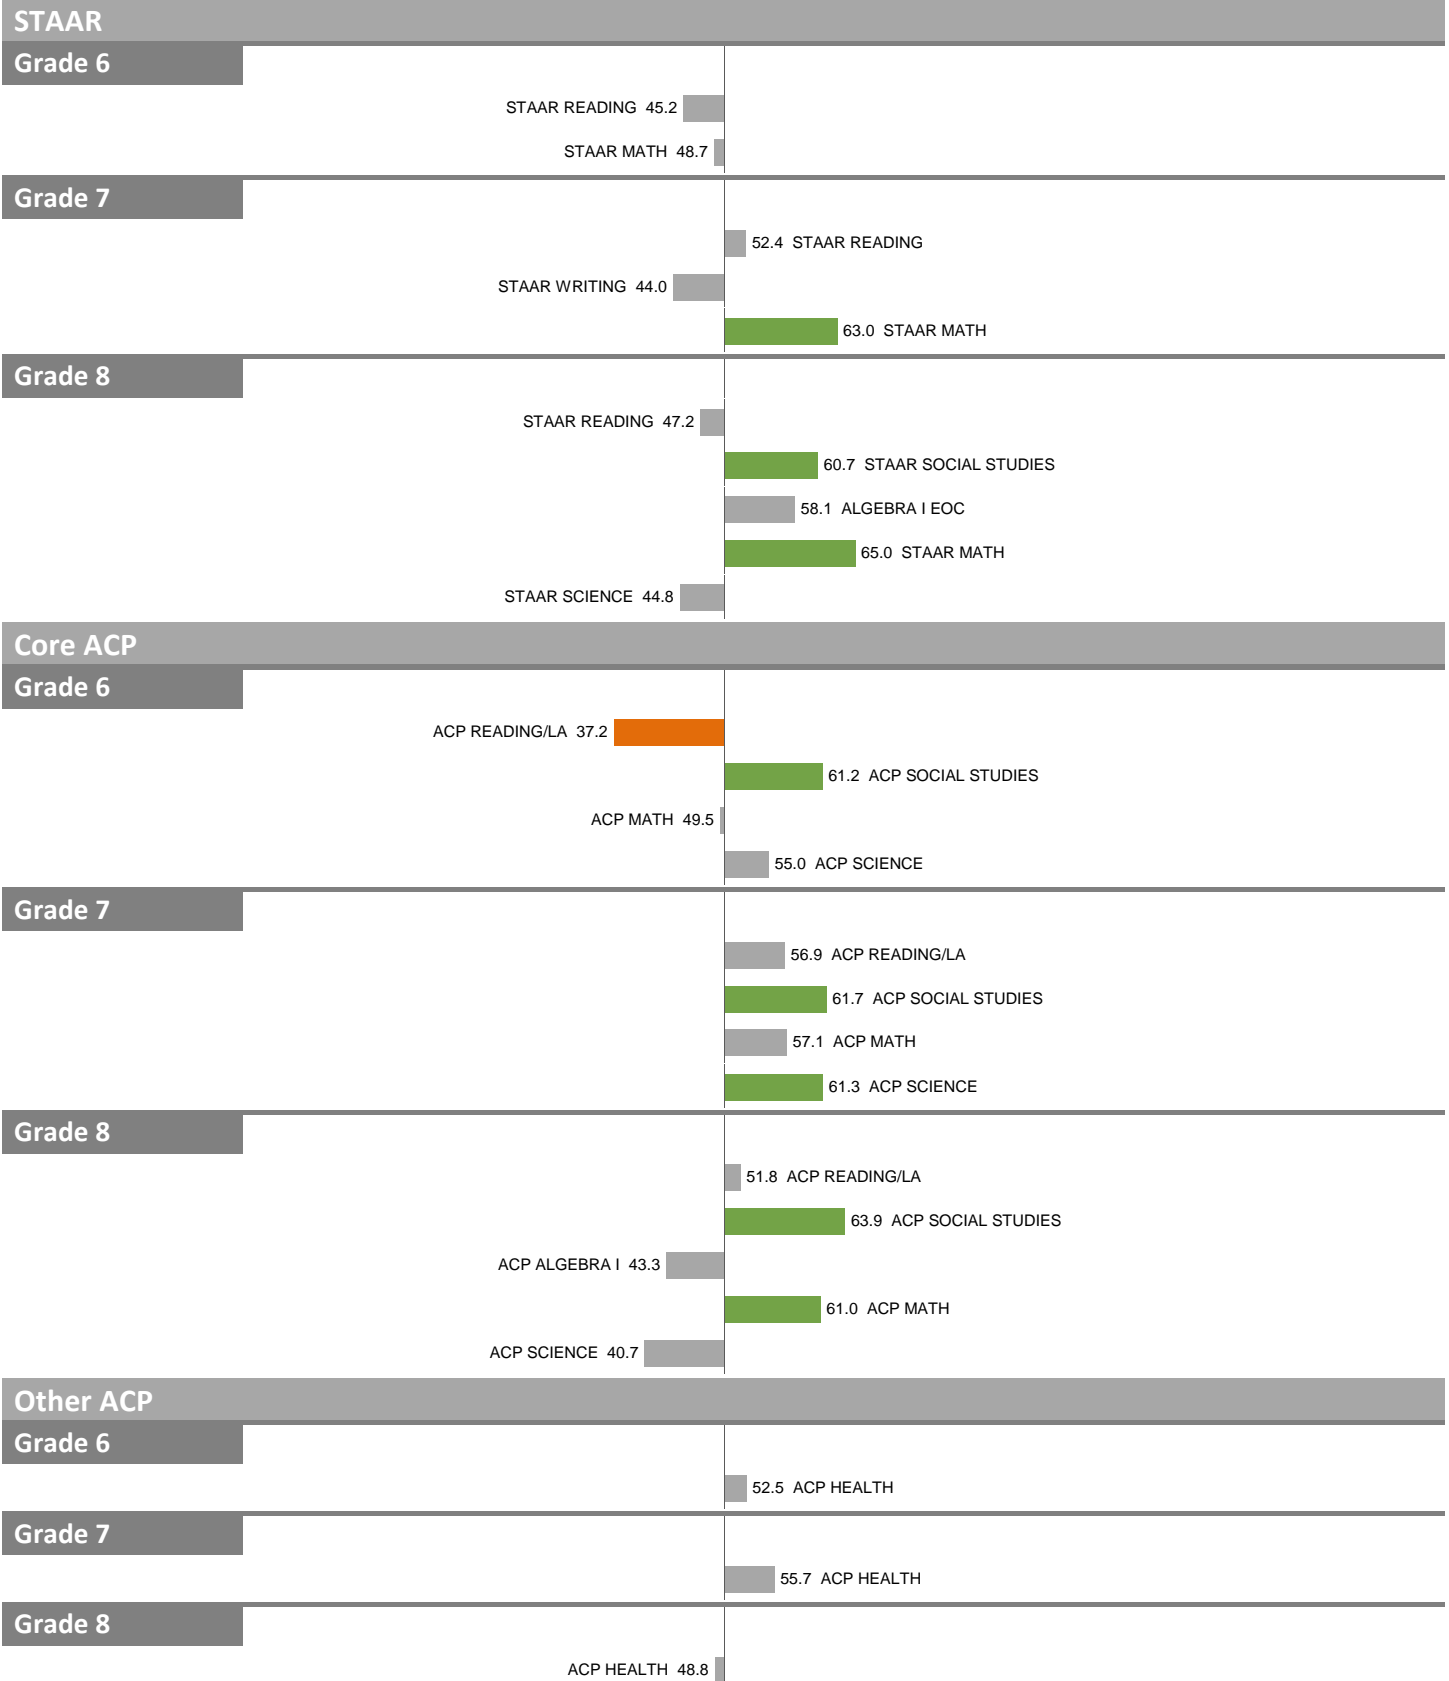 STAAR
Grade 6
STAAR READING 45.2
STAAR MATH 48.7
Grade 7
52.4 STAAR READING
STAAR WRITING 44.0
63.0 STAAR MATH
Grade 8
STAAR READING 47.2
60.7 STAAR SOCIAL STUDIES
58.1 ALGEBRA I EOC
65.0 STAAR MATH
STAAR SCIENCE 44.8
Core ACP
Grade 6
ACP READING/LA 37.2
61.2 ACP SOCIAL STUDIES
ACP MATH 49.5
55.0 ACP SCIENCE
Grade 7
56.9 ACP READING/LA
61.7 ACP SOCIAL STUDIES
57.1 ACP MATH
61.3 ACP SCIENCE
Grade 8
51.8 ACP READING/LA
63.9 ACP SOCIAL STUDIES
ACP ALGEBRA I 43.3
61.0 ACP MATH
ACP SCIENCE 40.7
Other ACP
Grade 6
52.5 ACP HEALTH
Grade 7
55.7 ACP HEALTH
Grade 8
ACP HEALTH 48.8